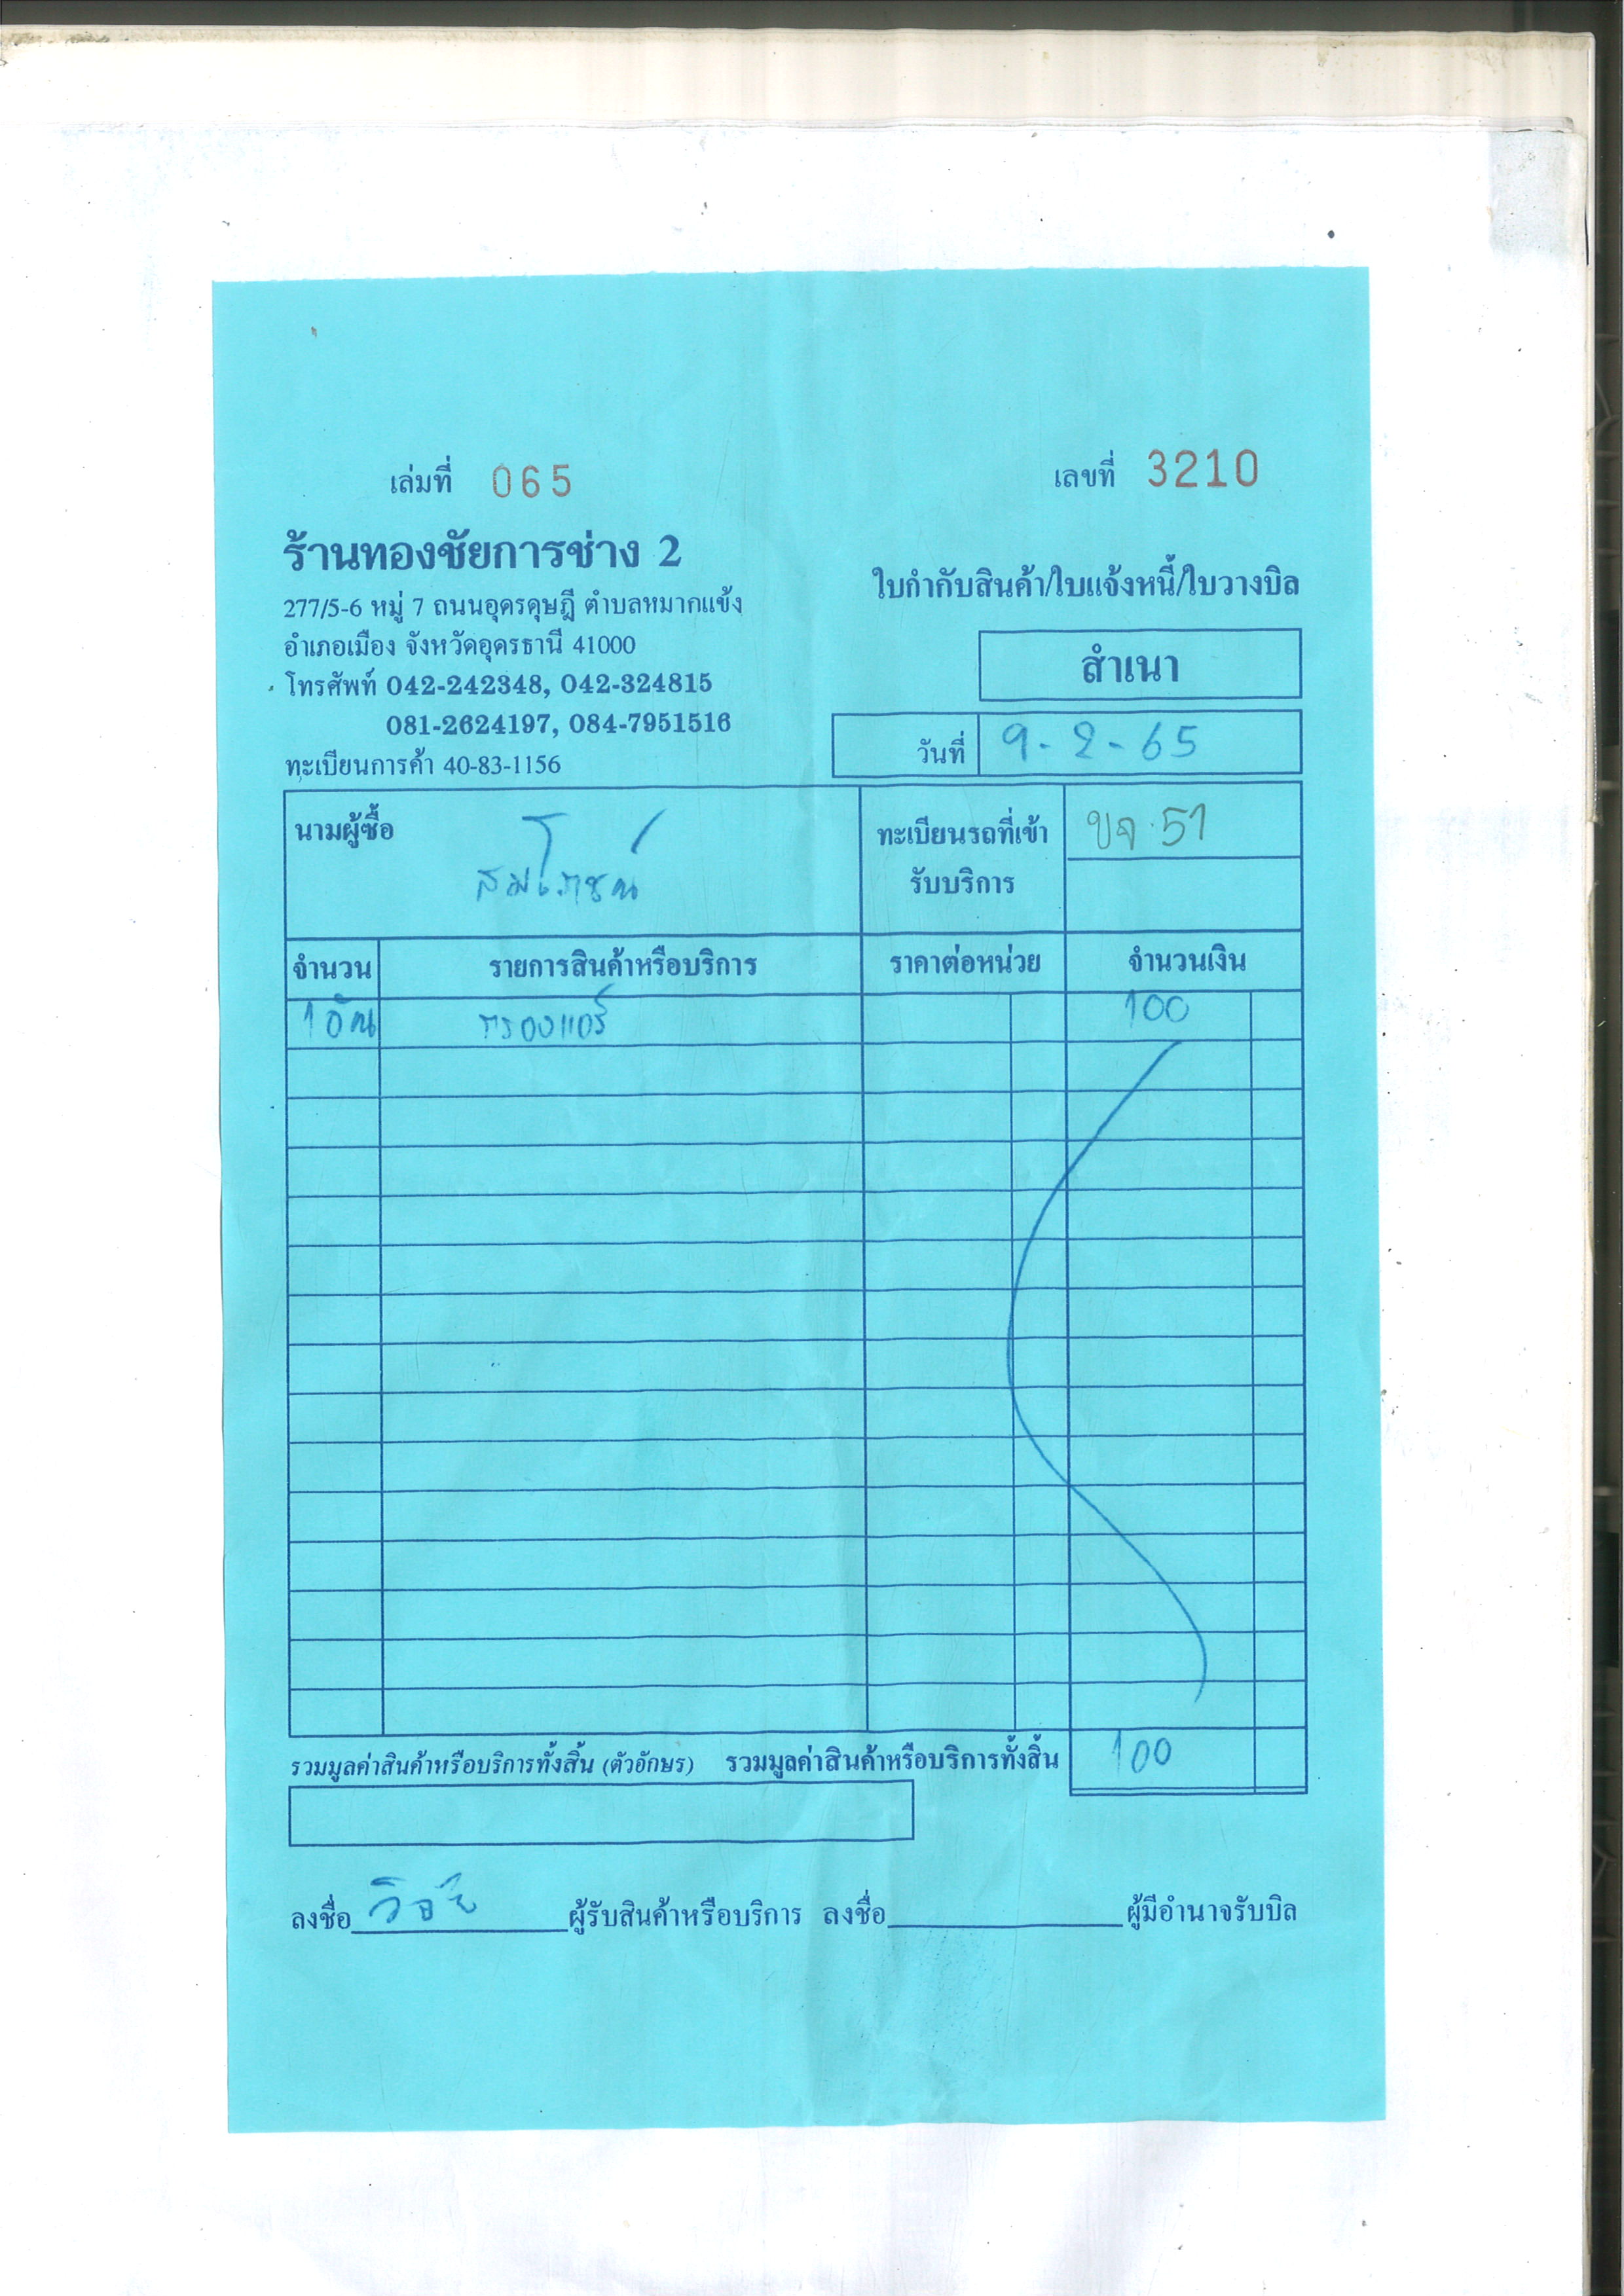 เล่มที่ 065
เลขที่ 3210
ร้านทองชัยการช่าง 2
277/5-6 หมู่ 7 ถนนอุดรดุษฎี ตำบลหมากแข้ง
อำเภอเมือง จังหวัดอุดรธานี 41000
โทรศัพท์ 042-242348, 042-324815
081-2624197, 084-7951516
ทะเบียนการค้า 40-83-1156
ใบกำกับสินค้า/ใบแจ้งหนี้/ใบวางบิล
สำเนา
วันที่ 9-2-65
นามผู้ซื้อ
ทะเบียนรถที่เข้า
รับบริการ
บจ.51
จำนวน รายการสินค้าหรือบริการ ราคาต่อหน่วย จำนวนเงิน
1 อัน กรองแอร์ 100
รวมมูลค่าสินค้าหรือบริการทั้งสิ้น (ตัวอักษร) รวมมูลค่าสินค้าหรือบริการทั้งสิ้น 100
ลงชื่อ วิจัย ผู้รับสินค้าหรือบริการ ลงชื่อ ผู้มีอำนาจรับบิล